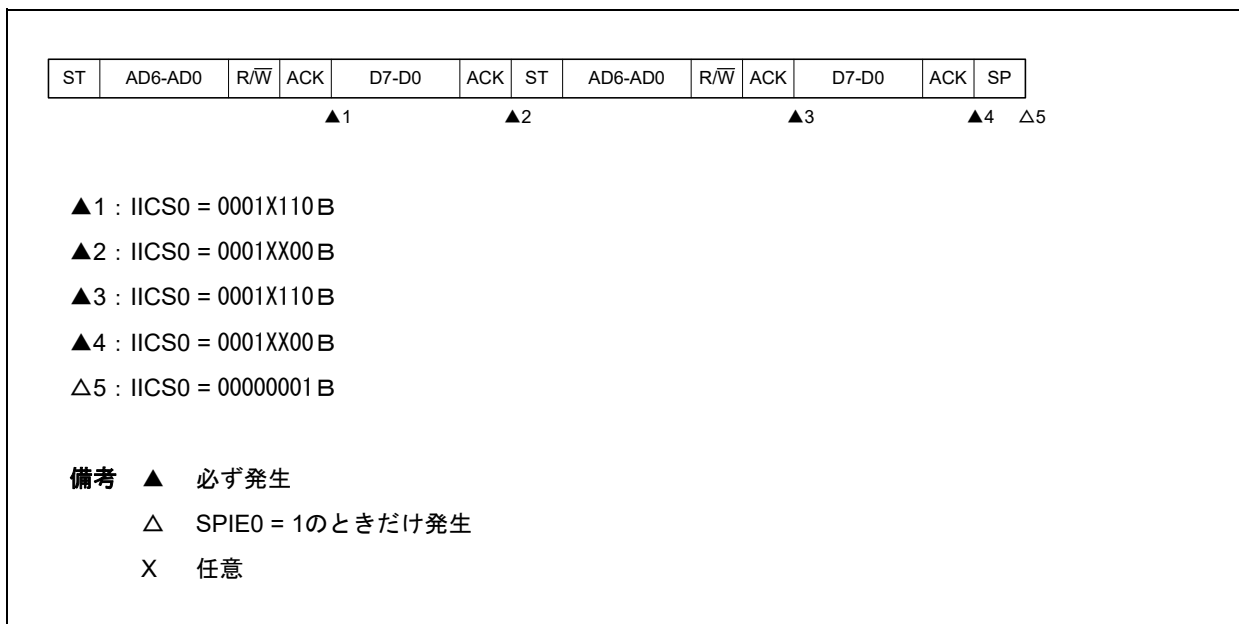 ST AD6-AD0 R/W̅ ACK D7-D0 ACK ST AD6-AD0 R/W̅ ACK D7-D0 ACK SP
▲1 ▲2 ▲3 ▲4 △5
▲1：IICS0 = 0001X110B
▲2：IICS0 = 0001XX00B
▲3：IICS0 = 0001X110B
▲4：IICS0 = 0001XX00B
△5：IICS0 = 00000001B
備考 ▲ 必ず発生
△ SPIE0 = 1のときだけ発生
X 任意